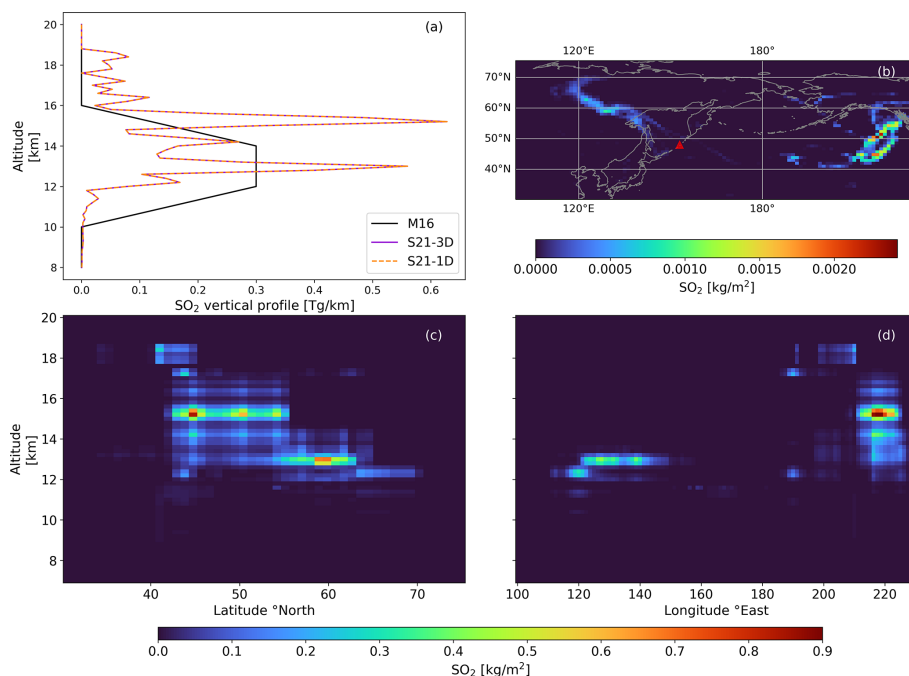 (a)
20
18
16
14
12
10
8
Altitude
[km]
M16
S21-3D
S21-1D
0.0 0.1 0.2 0.3 0.4 0.5 0.6
SO₂ vertical profile [Tg/km]
(b)
120°E 180°
70°N
60°N
50°N
40°N
70°N
60°N
50°N
40°N
120°E 180°
0.0000 0.0005 0.0010 0.0015 0.0020
SO₂ [kg/m²]
(c)
20
18
16
14
12
10
8
Altitude
[km]
40 50 60 70
Latitude °North
(d)
100 120 140 160 180 200 220
Longitude °East
0.0 0.1 0.2 0.3 0.4 0.5 0.6 0.7 0.8 0.9
SO₂ [kg/m²]